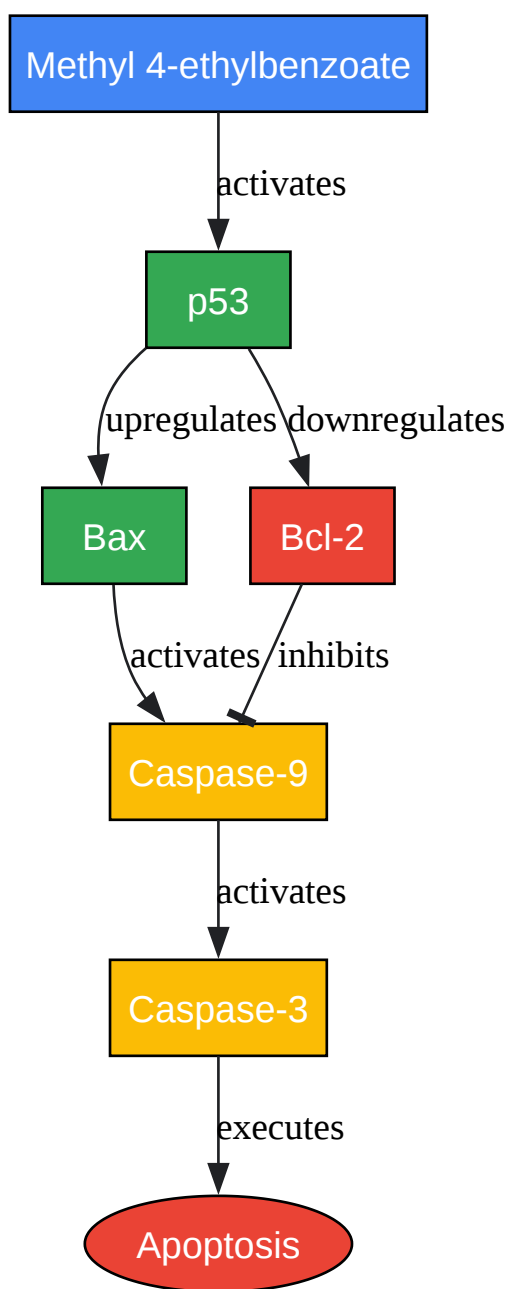 Methyl 4-ethylbenzoate
activates
p53
upregulates
downregulates
Bax
Bcl-2
activates
inhibits
Caspase-9
activates
Caspase-3
executes
Apoptosis